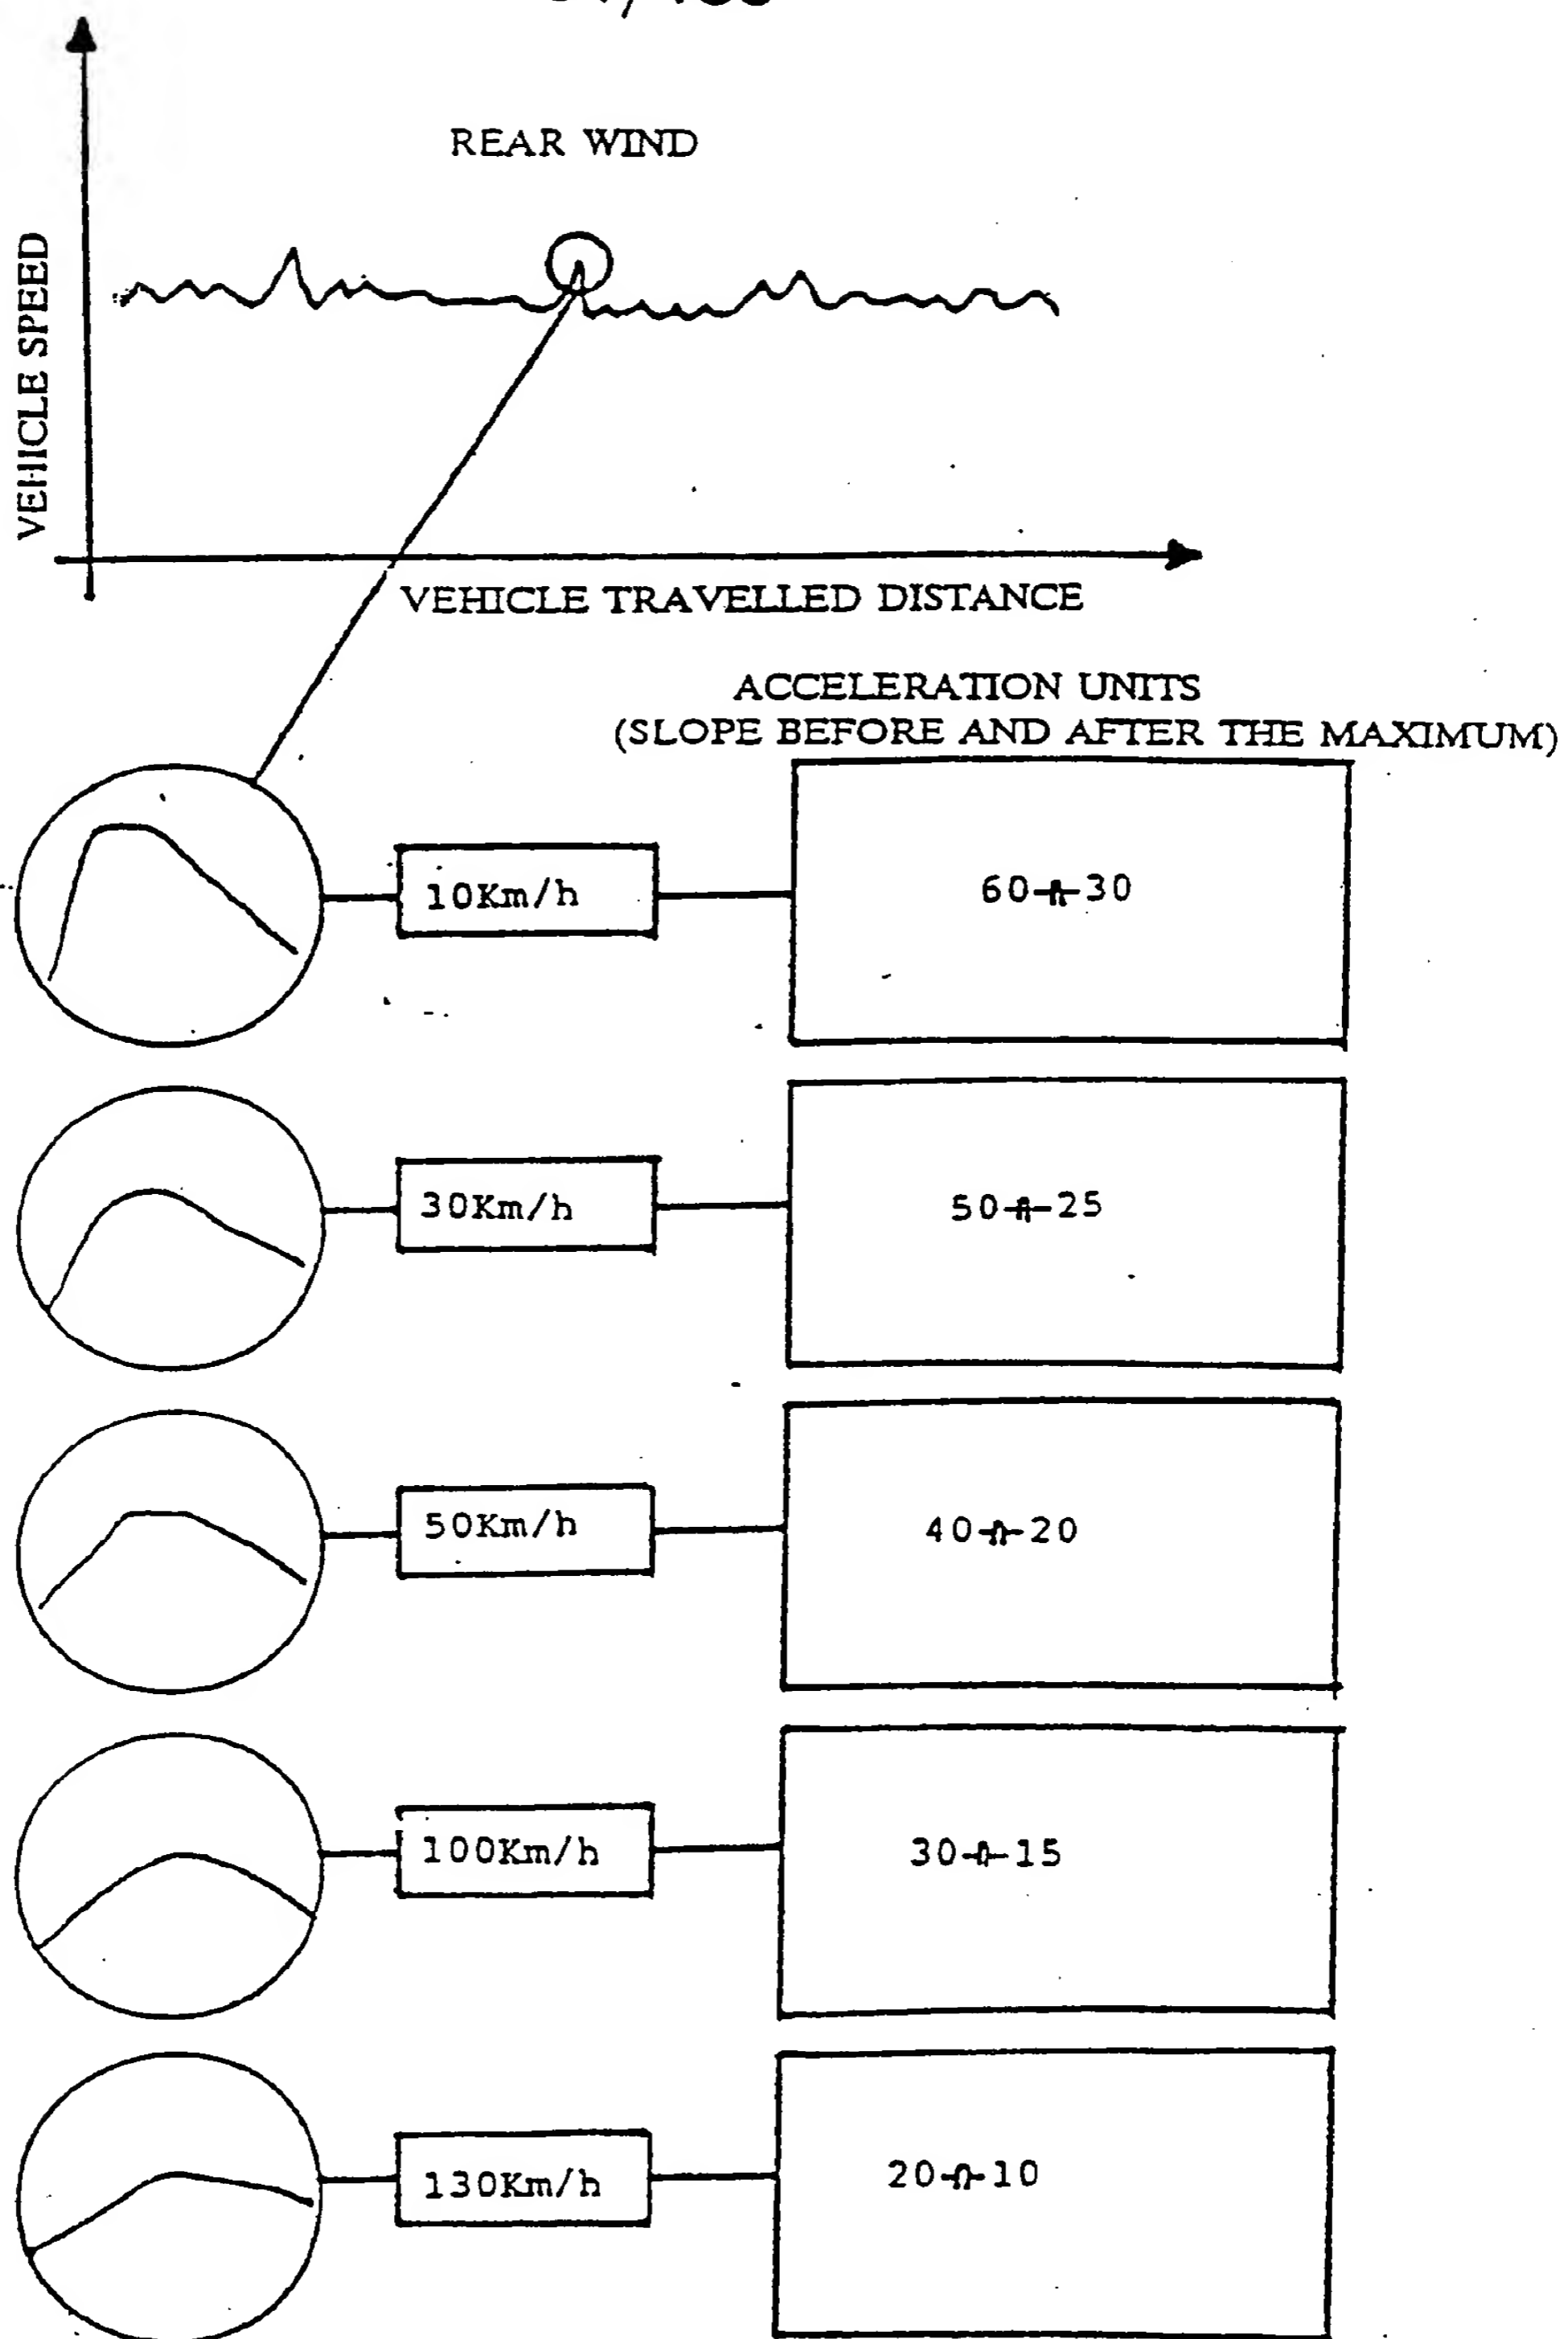 REAR WIND
VEHICLE SPEED
VEHICLE TRAVELLED DISTANCE
ACCELERATION UNITS
(SLOPE BEFORE AND AFTER THE MAXIMUM)
10Km/h
60-30
30Km/h
50-25
50Km/h
40-20
100Km/h
30-15
130Km/h
20-10